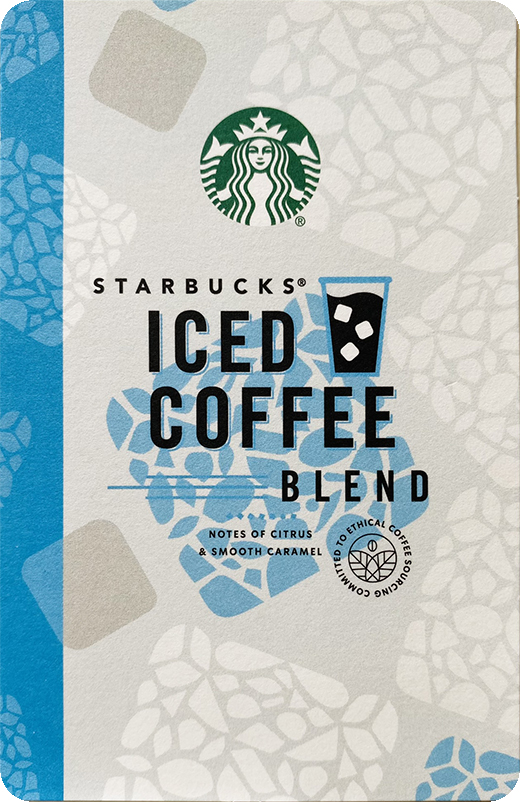 ®
STARBUCKS®
ICED
COFFEE
BLEND
NOTES OF CITRUS
& SMOOTH CARAMEL
COMMITTED TO ETHICAL COFFEE SOURCING